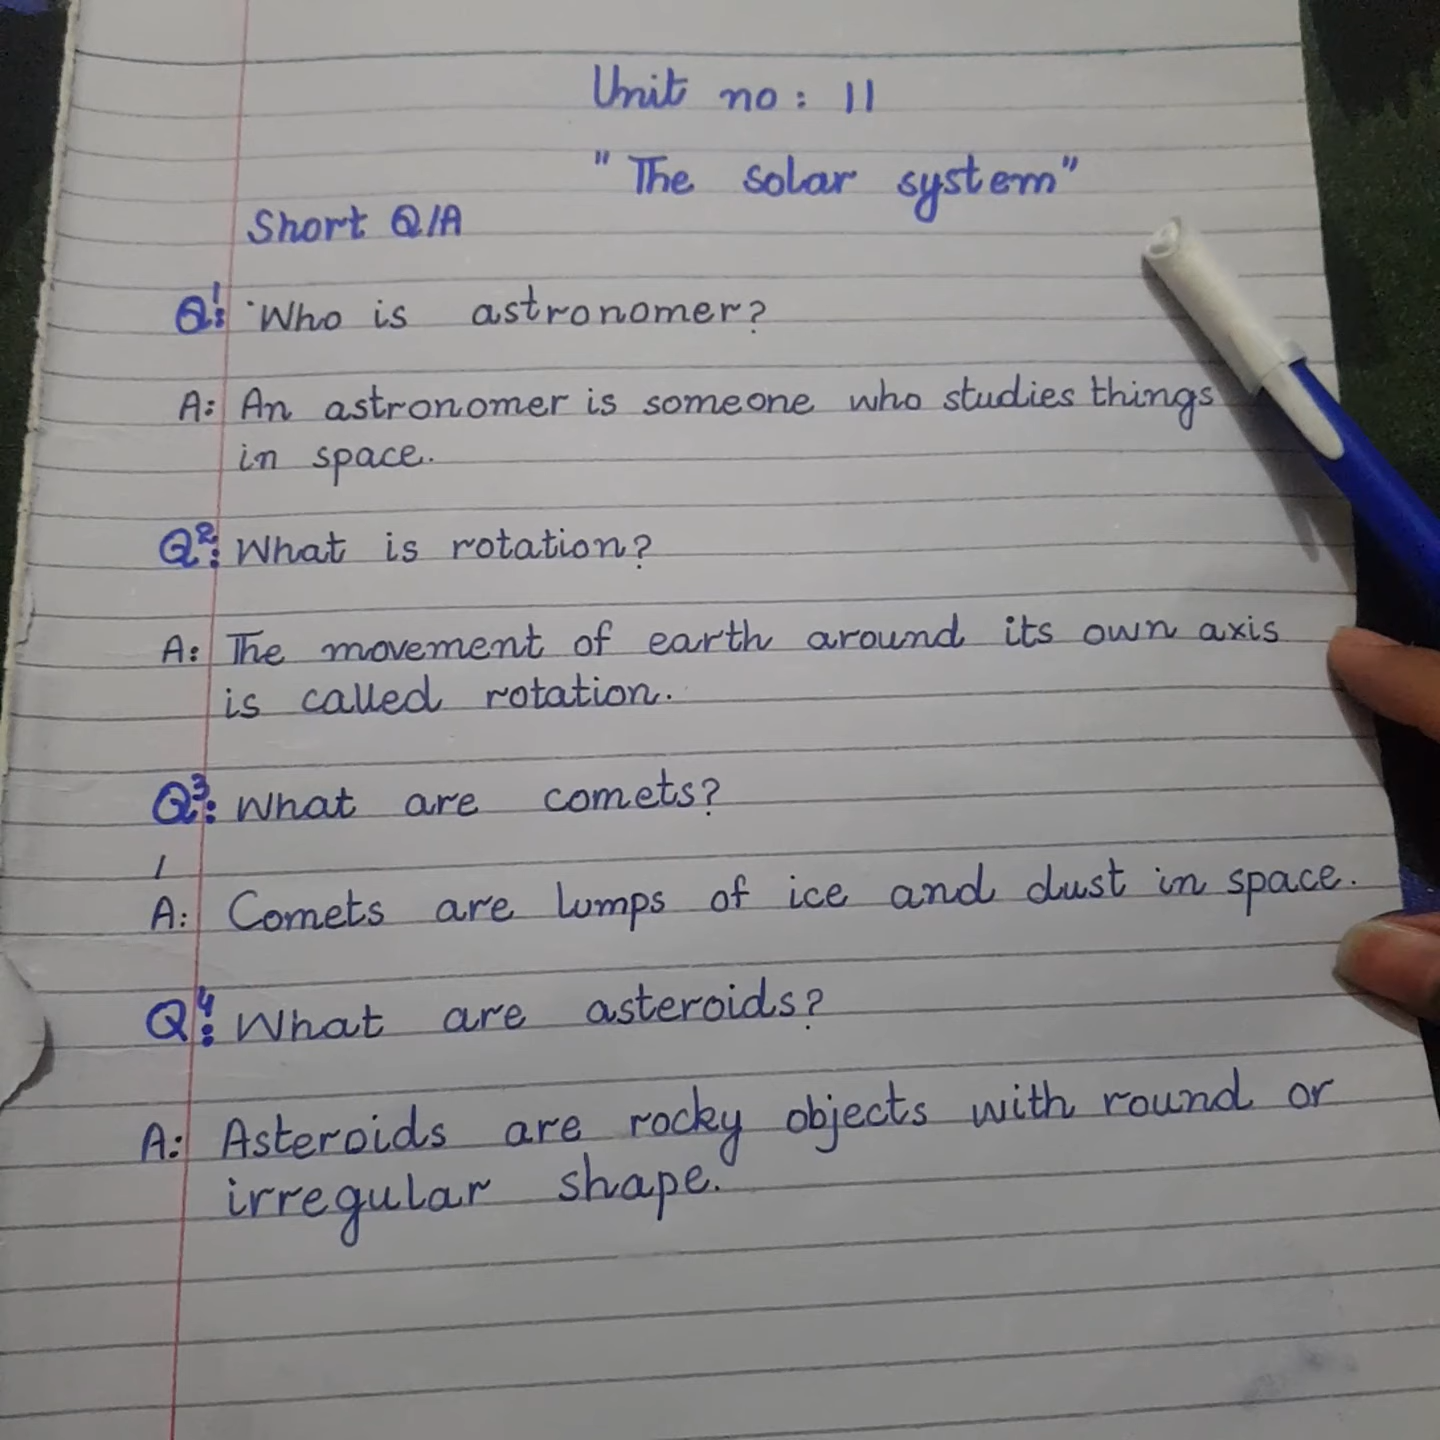 Unit no: 11
"The solar system"
Short Q/A
Q1: Who is astronomer?
A: An astronomer is someone who studies things
in space.
Q2: What is rotation?
A: The movement of earth around its own axis
is called rotation.
Q3: What are comets?
A: Comets are lumps of ice and dust in space.
Q4: What are asteroids?
A: Asteroids are rocky objects with round or
irregular shape.